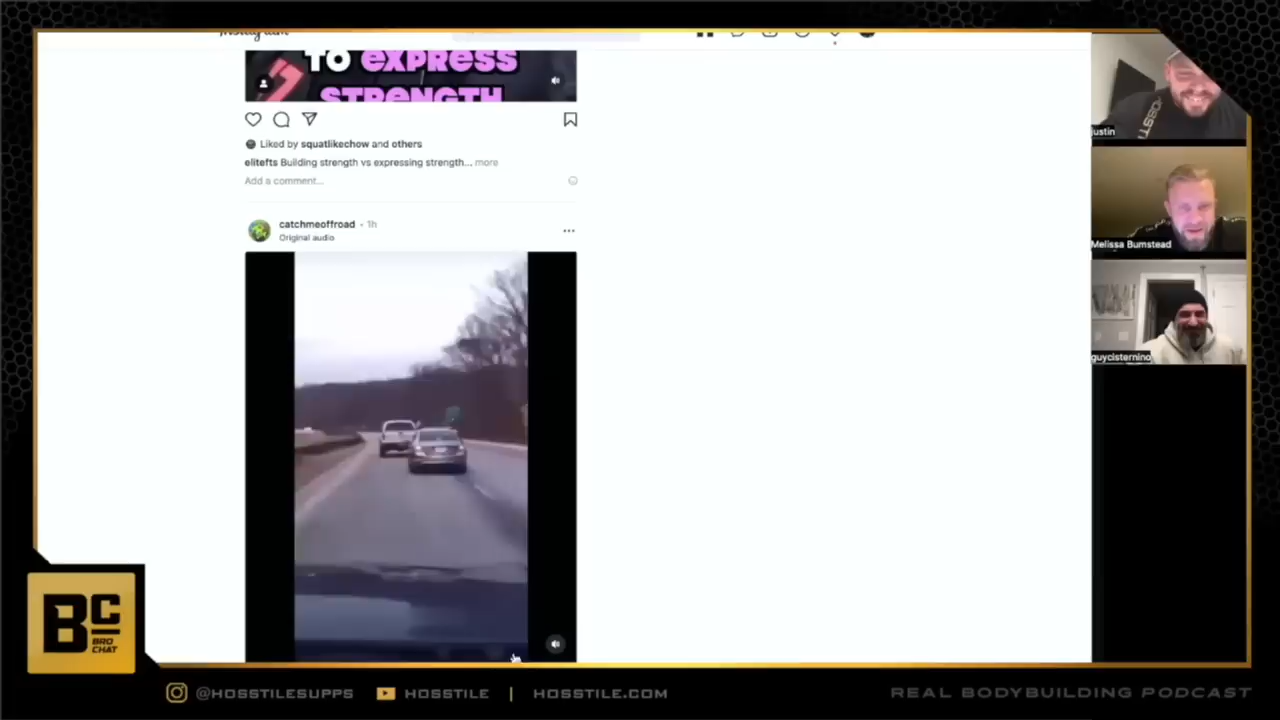 Instagram
TO EXPRESS
STRENGTH
Liked by squatlikechow and others
elitefts Building strength vs expressing strength... more
Add a comment...
catchmeoffroad • 1h
Original audio
justin
Melissa Bumstead
guycisternino
BC
BRO
CHAT
@HOSSTILESUPPS
HOSSTILE
|
HOSSTILE.COM
REAL BODYBUILDING PODCAST